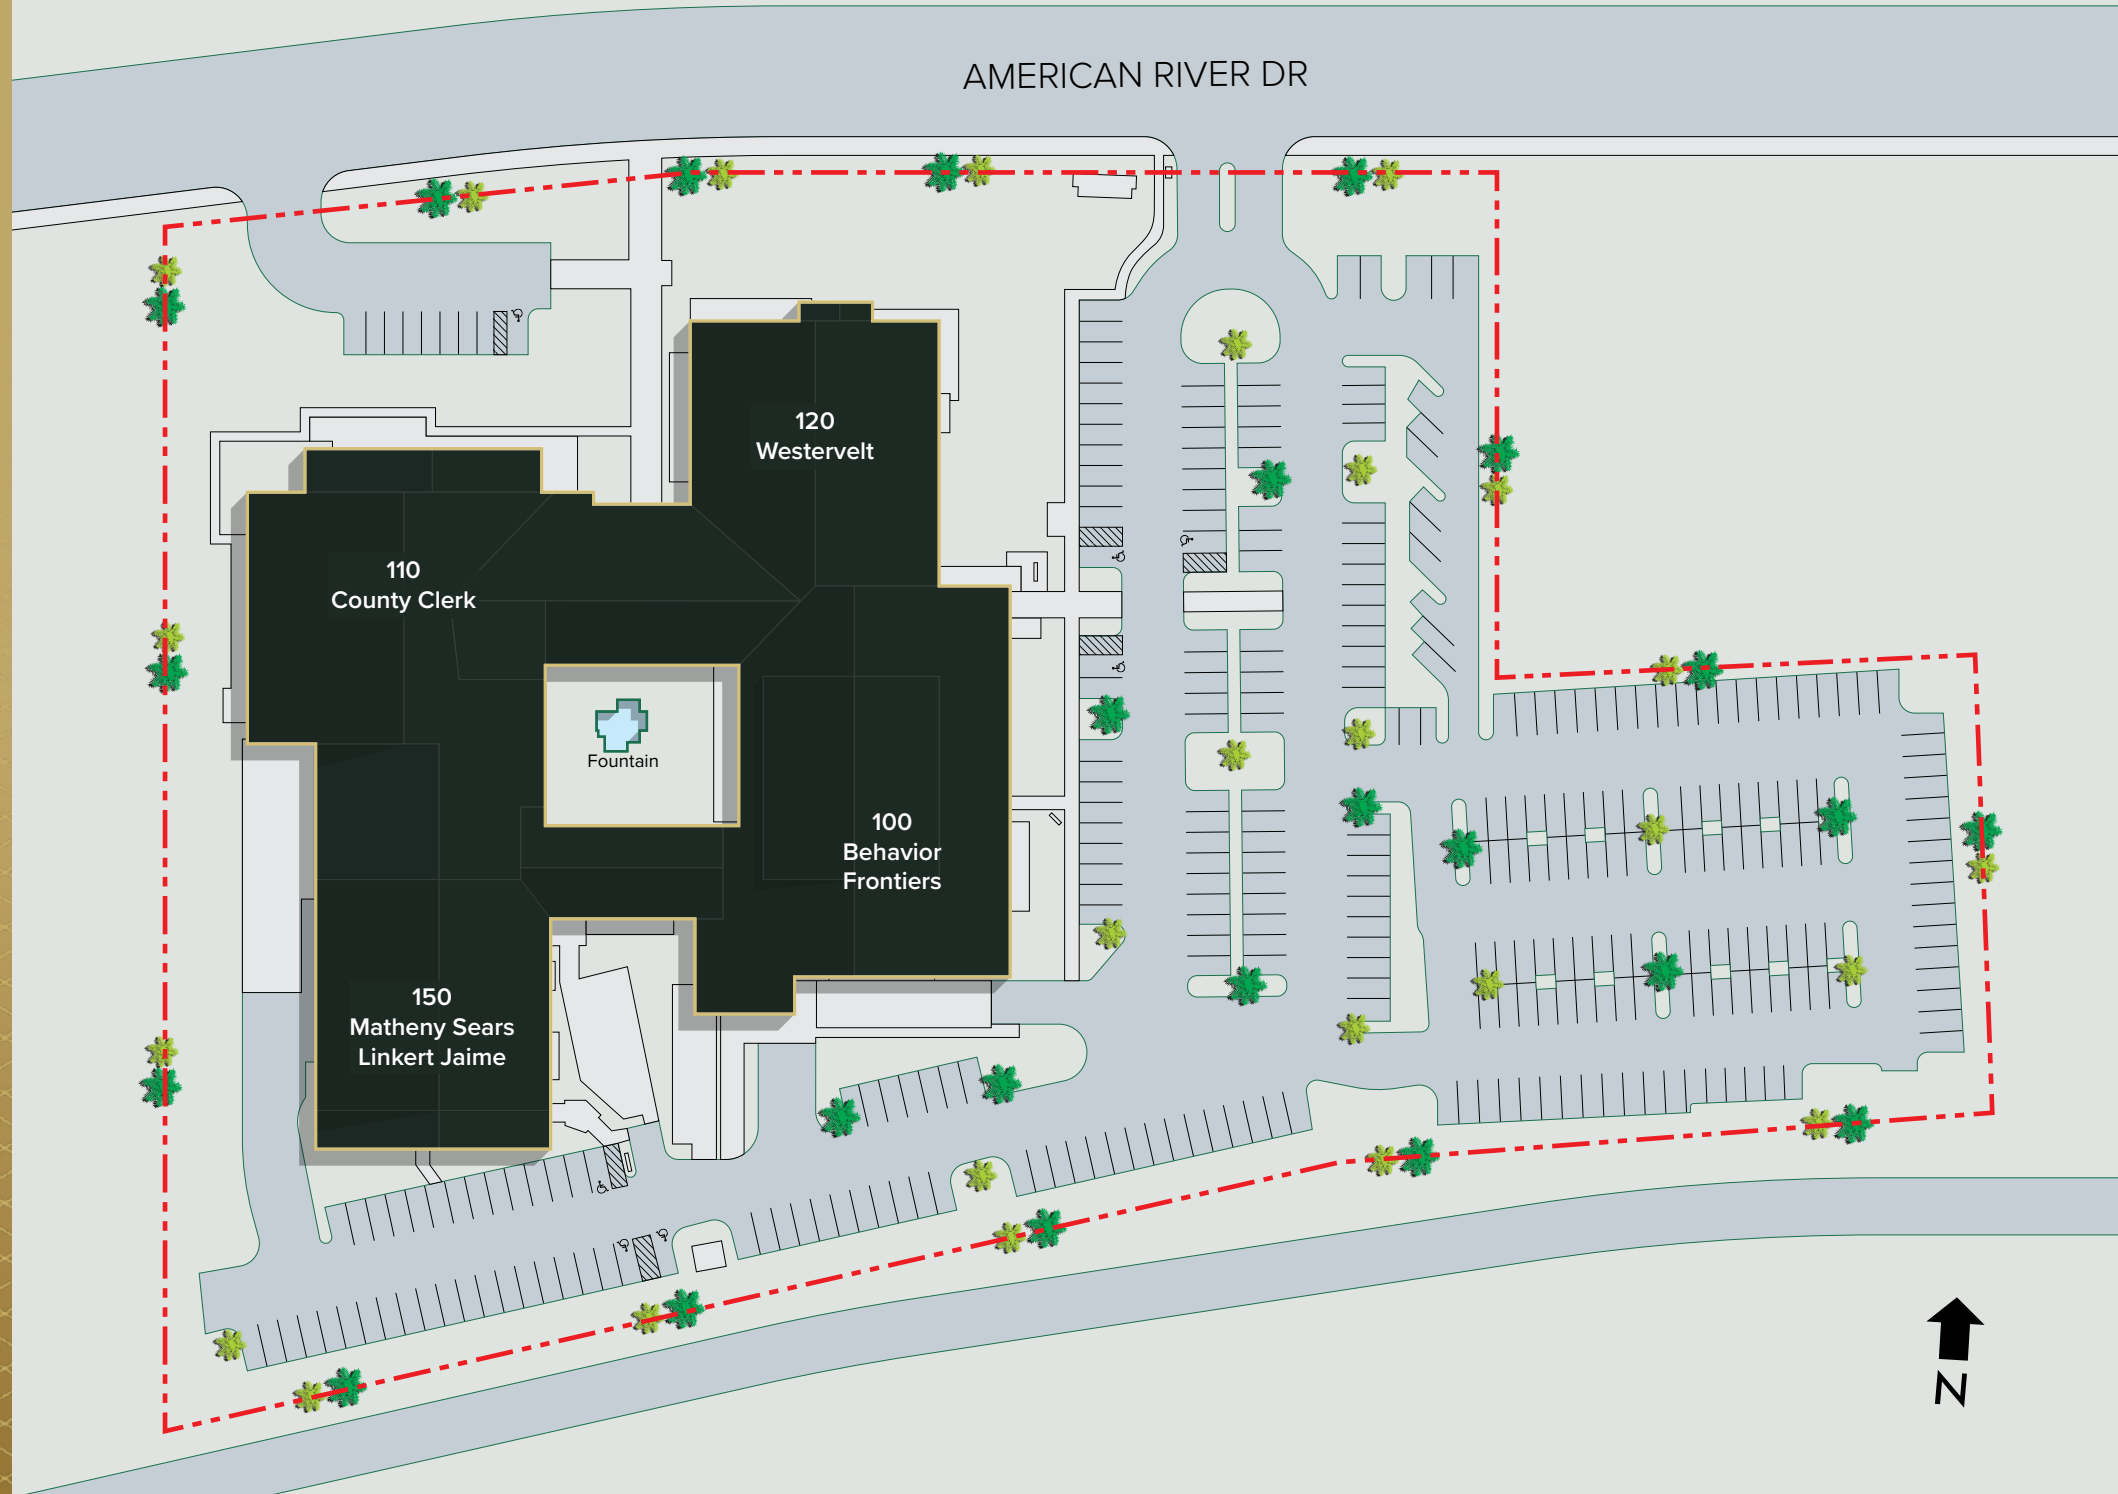 AMERICAN RIVER DR
120
Westervelt
110
County Clerk
Fountain
100
Behavior
Frontiers
150
Matheny Sears
Linkert Jaime
N